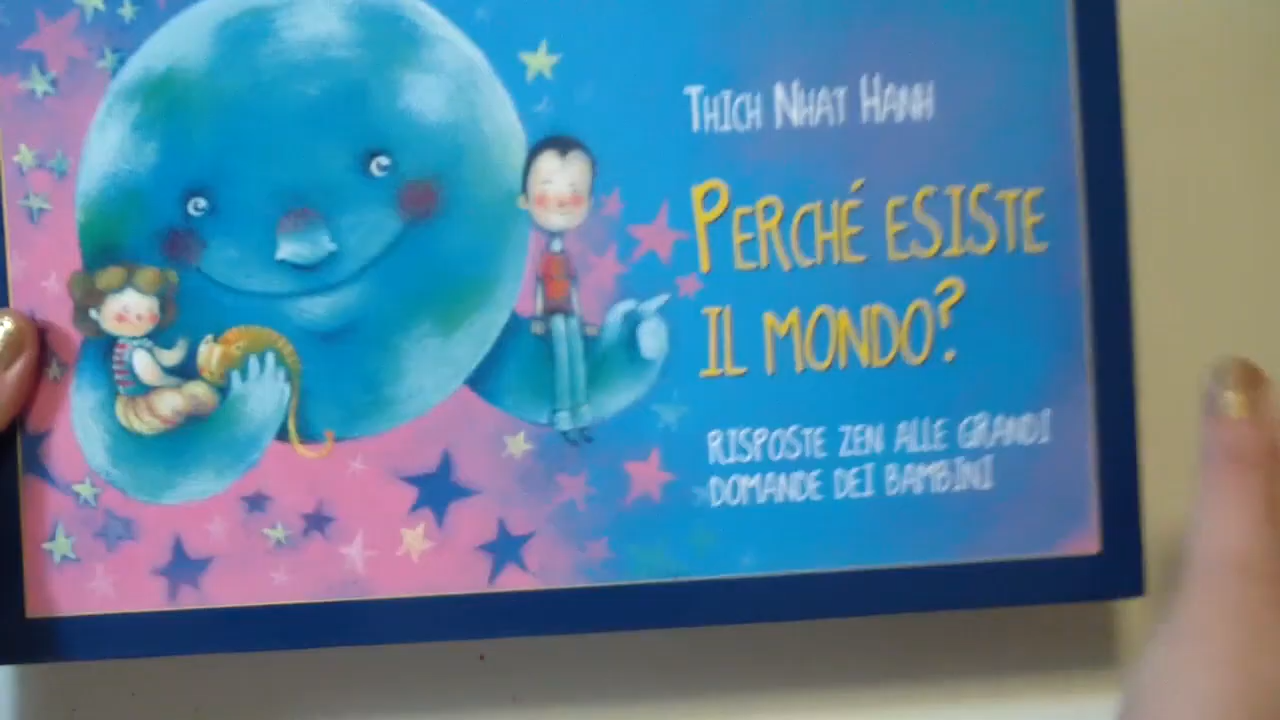 THICH NHAT HANH
PERCHÉ ESISTE
IL MONDO?
RISPOSTE ZEN ALLE GRANDI
DOMANDE DEI BAMBINI